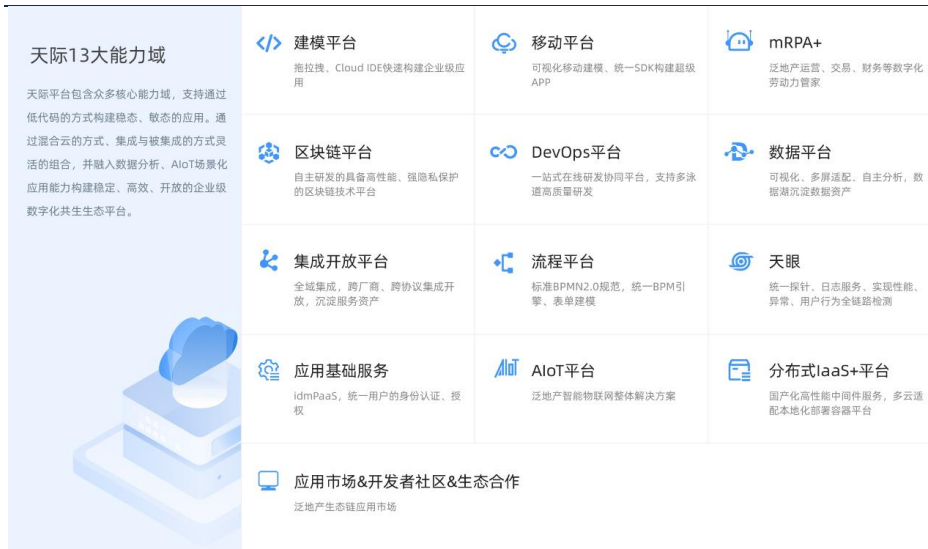 天际13大能力域
天际平台包含众多核心能力域，支持通过
低代码的方式构建稳态、敏态的应用。通
过混合云的方式、集成与被集成的方式灵
活的组合，并融入数据分析、AIoT场景化
应用能力构建稳定、高效、开放的企业级
数字化共生生态平台。
建模平台
拖拉拽、Cloud IDE快速构建企业级应
用
移动平台
可视化移动建模、统一SDK构建超级
APP
mRPA+
泛地产运营、交易、财务等数字化
劳动力管家
区块链平台
自主研发的具备高性能、强隐私保护
的区块链技术平台
DevOps平台
一站式在线研发协同平台，支持多泳
道高质量研发
数据平台
可视化、多屏适配、自主分析，数
据湖沉淀数据资产
集成开放平台
全域集成，跨厂商、跨协议集成开
放，沉淀服务资产
流程平台
标准BPMN2.0规范，统一BPM引
擎、表单建模
天眼
统一探针、日志服务、实现性能、
异常、用户行为全链路检测
应用基础服务
idmPaaS，统一用户的身份认证、授
权
AIoT
AIoT平台
泛地产智能物联网整体解决方案
分布式IaaS+平台
国产化高性能中间件服务，多云适
配本地化部署容器平台
应用市场&开发者社区&生态合作
泛地产生态链应用市场